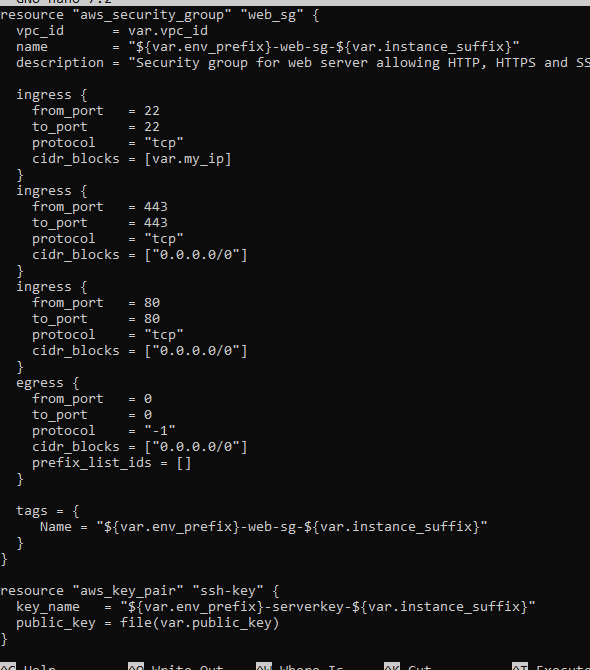 resource "aws_security_group" "web_sg" {
  vpc_id      = var.vpc_id
  name        = "${var.env_prefix}-web-sg-${var.instance_suffix}"
  description = "Security group for web server allowing HTTP, HTTPS and SS

  ingress {
    from_port   = 22
    to_port     = 22
    protocol    = "tcp"
    cidr_blocks = [var.my_ip]
  }
  ingress {
    from_port   = 443
    to_port     = 443
    protocol    = "tcp"
    cidr_blocks = ["0.0.0.0/0"]
  }
  ingress {
    from_port   = 80
    to_port     = 80
    protocol    = "tcp"
    cidr_blocks = ["0.0.0.0/0"]
  }
  egress {
    from_port   = 0
    to_port     = 0
    protocol    = "-1"
    cidr_blocks = ["0.0.0.0/0"]
    prefix_list_ids = []
  }

  tags = {
     Name = "${var.env_prefix}-web-sg-${var.instance_suffix}"
  }
}

resource "aws_key_pair" "ssh-key" {
  key_name   = "${var.env_prefix}-serverkey-${var.instance_suffix}"
  public_key = file(var.public_key)
}